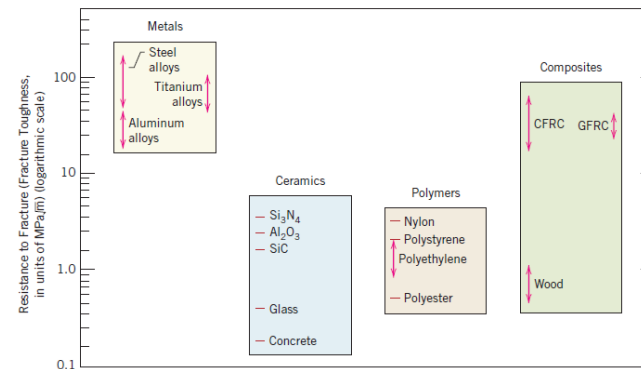 Resistance to Fracture (Fracture Toughness,
in units of MPa√m) (logarithmic scale)
100
10
1.0
0.1
Metals
Steel
alloys
Titanium
alloys
Aluminum
alloys
Ceramics
Si₃N₄
Al₂O₃
SiC
Glass
Concrete
Polymers
Nylon
Polystyrene
Polyethylene
Polyester
Composites
CFRC
GFRC
Wood